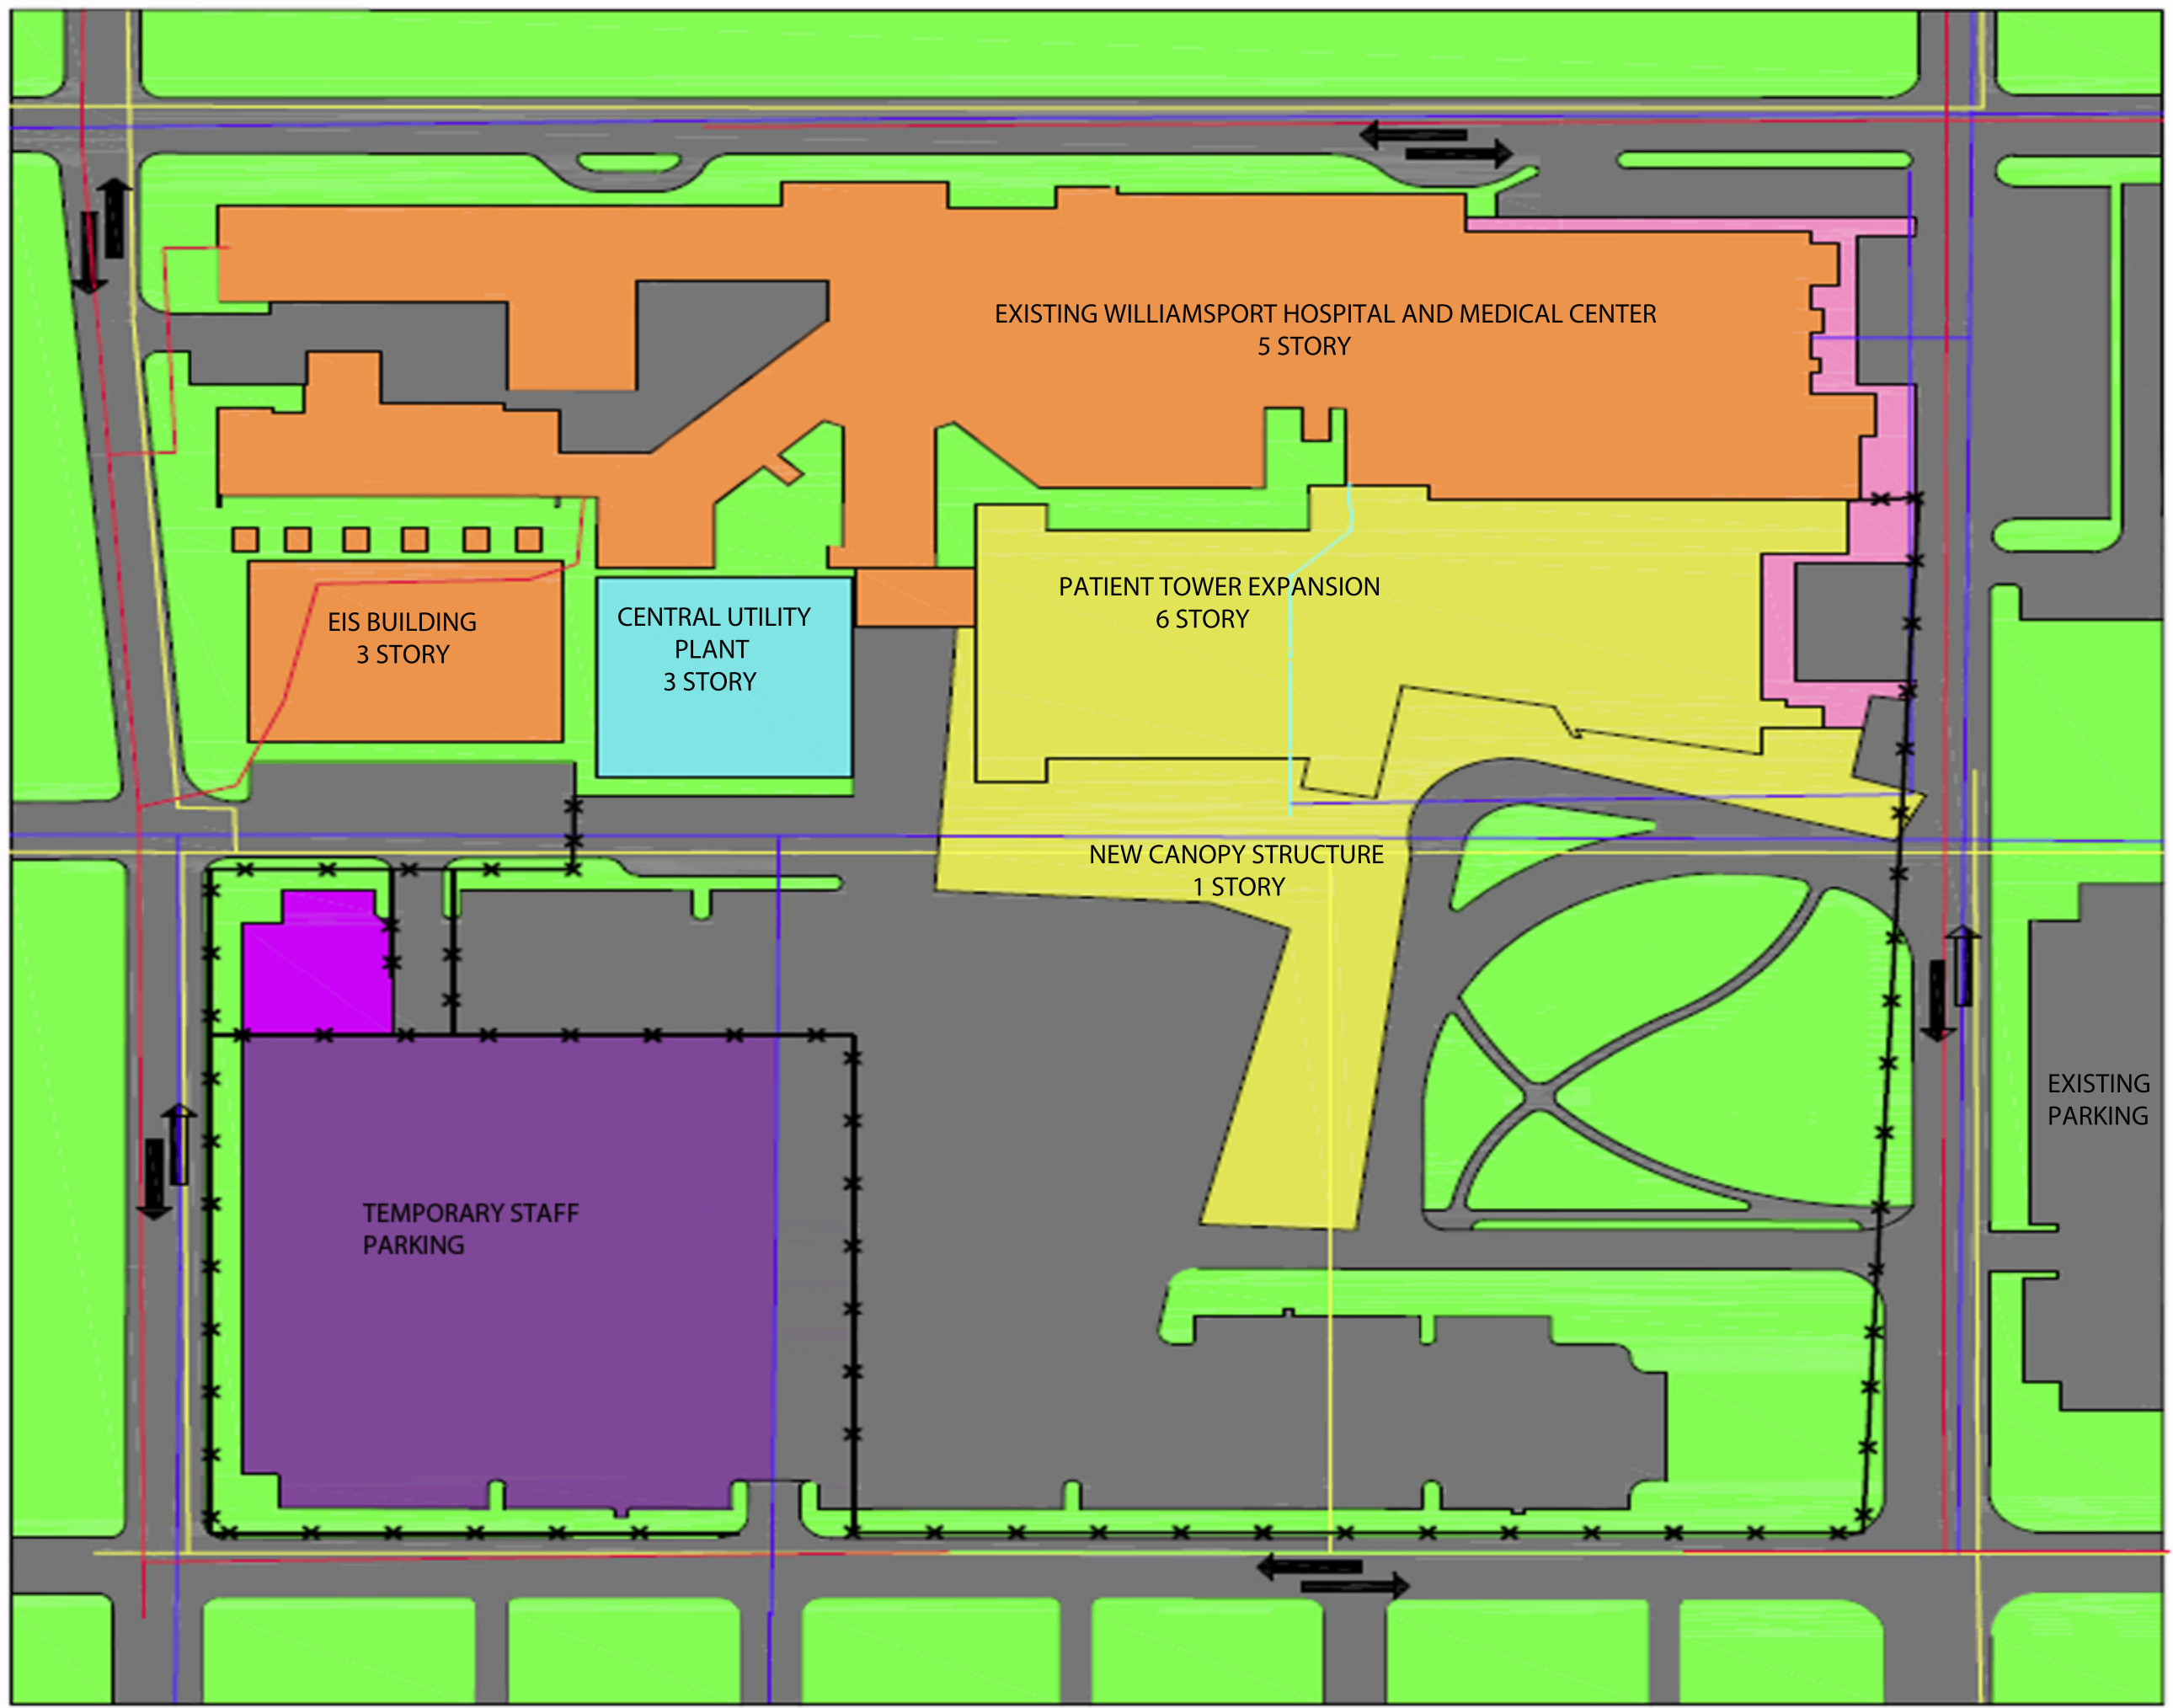 EXISTING WILLIAMSPORT HOSPITAL AND MEDICAL CENTER
5 STORY
PATIENT TOWER EXPANSION
6 STORY
EIS BUILDING
3 STORY
CENTRAL UTILITY
PLANT
3 STORY
NEW CANOPY STRUCTURE
1 STORY
EXISTING
PARKING
TEMPORARY STAFF
PARKING